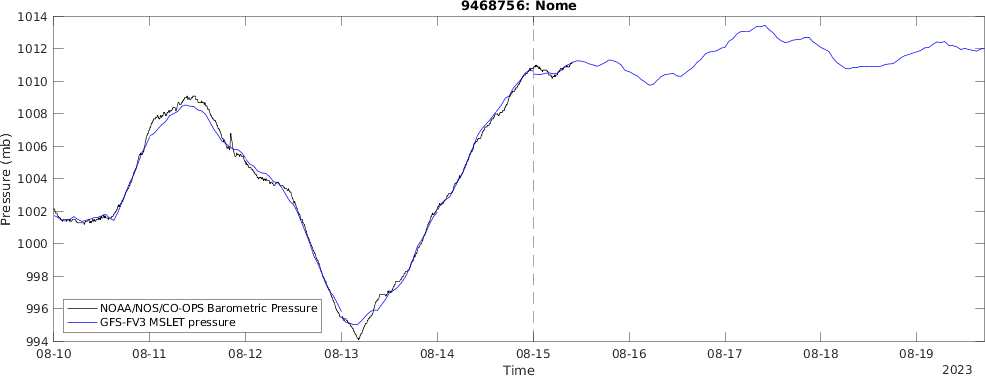 9468756: Nome
1014
1012
1010
1008
1006
1004
1002
1000
998
996
994
Pressure (mb)
NOAA/NOS/CO-OPS Barometric Pressure
GFS-FV3 MSLET pressure
08-10 08-11 08-12 08-13 08-14 08-15 08-16 08-17 08-18 08-19
Time
2023